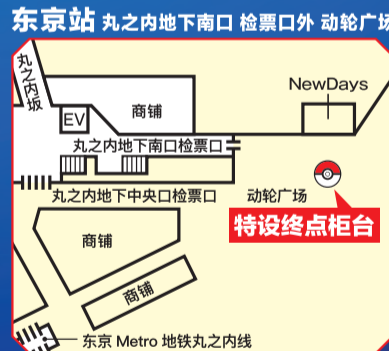 东京站 丸之内地下南口 检票口外 动轮广场
丸之内坂
EV
商铺
NewDays
丸之内地下南口检票口
丸之内地下中央口检票口
动轮广场
特设终点柜台
商铺
商铺
东京 Metro 地铁丸之内线